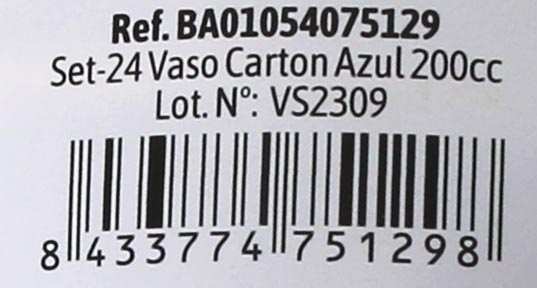 Ref. BA01054075129
Set-24 Vaso Carton Azul 200cc
Lot. Nº: VS2309
8 433774 751298